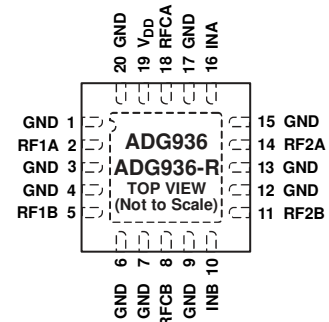 20 GND
19 VDD
18 RFCA
17 GND
16 INA
GND 1
RF1A 2
GND 3
GND 4
RF1B 5
ADG936
ADG936-R
TOP VIEW
(Not to Scale)
15 GND
14 RF2A
13 GND
12 GND
11 RF2B
GND 6
GND 7
RFCB 8
GND 9
INB 10